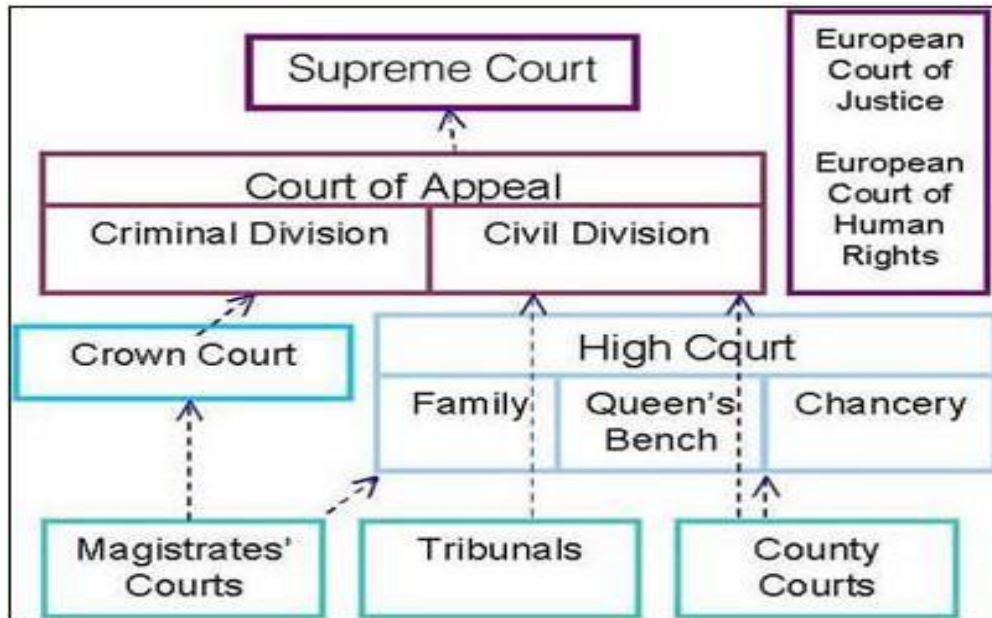 Supreme Court
European
Court of
Justice
European
Court of
Human
Rights
Court of Appeal
Criminal Division
Civil Division
Crown Court
High Court
Family
Queen's
Bench
Chancery
Magistrates'
Courts
Tribunals
County
Courts